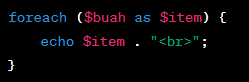 foreach ($buah as $item) {
    echo $item . "<br>";
}